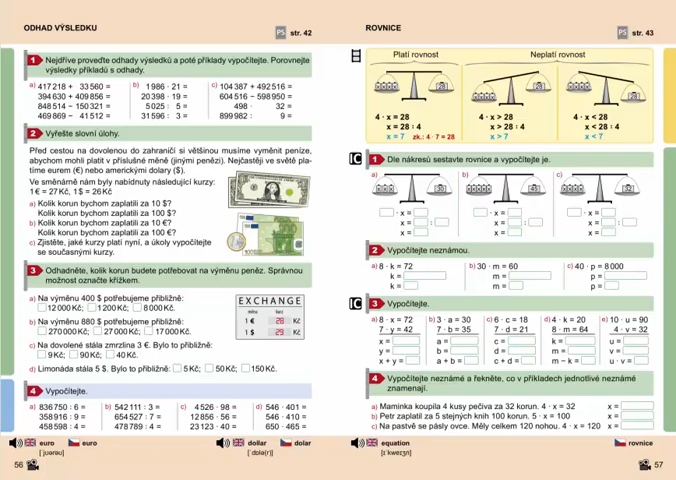 ODHAD VÝSLEDKU
PS str. 42
1 Nejdříve proveďte odhady výsledků a poté příklady vypočítejte. Porovnejte
výsledky příkladů s odhady.
a) 417 218 + 33 560 =
394 630 + 409 856 =
848 514 − 150 321 =
469 869 − 41 512 =
b) 1 986 · 21 =
20 398 · 19 =
5 025 : 5 =
31 596 : 3 =
c) 104 387 + 492 516 =
604 516 − 598 950 =
498 · 32 =
899 982 : 9 =
2 Vyřešte slovní úlohy.
Před cestou na dovolenou do zahraničí si většinou musíme vyměnit peníze,
abychom mohli platit v příslušné měně (jinými penězi). Nejčastěji ve světě pla-
tíme eurem (€) nebo americkými dolary ($).
Ve směnárně nám byly nabídnuty následující kurzy:
1 € = 27 Kč, 1 $ = 26 Kč
a) Kolik korun bychom zaplatili za 10 $?
Kolik korun bychom zaplatili za 100 $?
b) Kolik korun bychom zaplatili za 10 €?
Kolik korun bychom zaplatili za 100 €?
c) Zjistěte, jaké kurzy platí nyní, a úkoly vypočítejte
se současnými kurzy.
100
3 Odhadněte, kolik korun budete potřebovat na výměnu peněz. Správnou
možnost označte křížkem.
a) Na výměnu 400 $ potřebujeme přibližně:
12 000 Kč; 1 200 Kč; 8 000 Kč.
b) Na výměnu 880 $ potřebujeme přibližně:
270 000 Kč; 27 000 Kč; 17 000 Kč.
c) Na dovolené stála zmrzlina 3 €. Bylo to přibližně:
9 Kč; 90 Kč; 40 Kč.
d) Limonáda stála 5 $. Bylo to přibližně: 5 Kč; 50 Kč; 150 Kč.
EXCHANGE
měna kurz
1 € 28 Kč
1 $ 29 Kč
4 Vypočítejte.
a) 836 750 : 6 =
358 916 : 9 =
458 598 : 4 =
b) 542 111 : 3 =
654 527 : 7 =
478 789 : 4 =
c) 4 526 · 98 =
12 856 · 56 =
23 123 · 40 =
d) 546 · 401 =
546 · 410 =
650 · 465 =
euro euro
[ˈjʊərəʊ]
dollar dolar
[ˈdɒlə(r)]
56
ROVNICE
PS str. 43
Platí rovnost
Neplatí rovnost
28
28
28
4 · x = 28
x = 28 : 4
x = 7 zk.: 4 · 7 = 28
4 · x > 28
x > 28 : 4
x > 7
4 · x < 28
x < 28 : 4
x < 7
1 Dle nákresů sestavte rovnice a vypočítejte je.
a)
b)
c)
· x =
x = :
x =
· x =
x = :
x =
· x =
x = :
x =
2 Vypočítejte neznámou.
a) 8 · k = 72
k =
k =
b) 30 · m = 60
m =
m =
c) 40 · p = 8 000
p =
p =
3 Vypočítejte.
a) 8 · x = 72
7 · y = 42
x =
y =
x + y =
b) 3 · a = 30
7 · b = 35
a =
b =
a + b =
c) 6 · c = 18
7 · d = 21
c =
d =
c + d =
d) 4 · k = 20
8 · m = 64
k =
m =
m − k =
e) 10 · u = 90
4 · v = 32
u =
v =
u · v =
4 Vypočítejte neznámé a řekněte, co v příkladech jednotlivé neznámé
znamenají.
a) Maminka koupila 4 kusy pečiva za 32 korun. 4 · x = 32 x =
b) Petr zaplatil za 5 stejných knih 100 korun. 5 · x = 100 x =
c) Na pastvě se pásly ovce. Měly celkem 120 nohou. 4 · x = 120 x =
equation
[ɪˈkweɪʒn]
rovnice
57